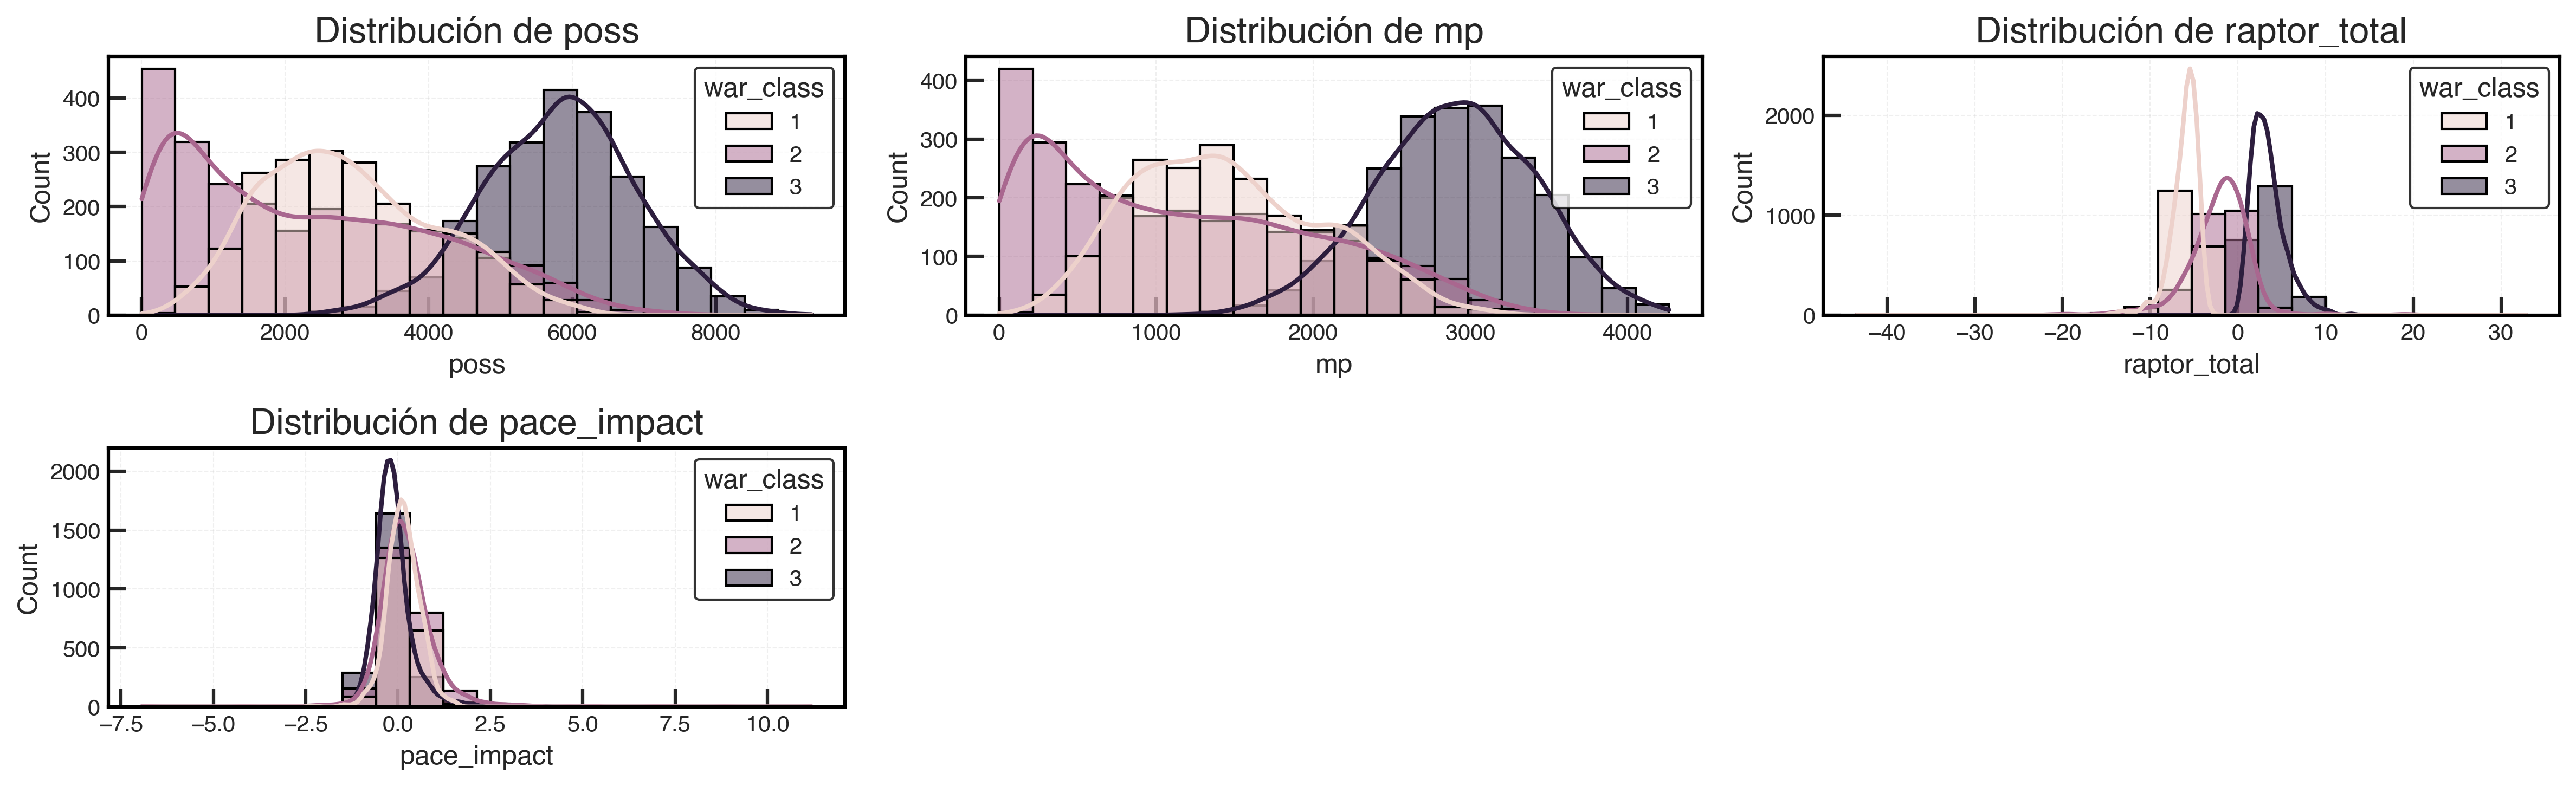 Distribución de poss
Count
400
300
200
100
0
0 2000 4000 6000 8000
poss
war_class
1
2
3
Distribución de mp
Count
400
300
200
100
0
0 1000 2000 3000 4000
mp
war_class
1
2
3
Distribución de raptor_total
Count
2000
1000
0
−40 −30 −20 −10 0 10 20 30
raptor_total
war_class
1
2
3
Distribución de pace_impact
Count
2000
1500
1000
500
0
−7.5 −5.0 −2.5 0.0 2.5 5.0 7.5 10.0
pace_impact
war_class
1
2
3